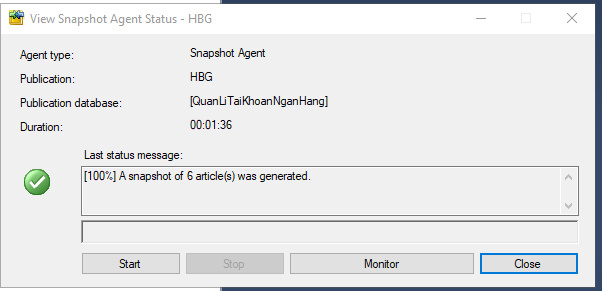 View Snapshot Agent Status - HBG
Agent type: Snapshot Agent
Publication: HBG
Publication database: [QuanLiTaiKhoanNganHang]
Duration: 00:01:36
Last status message:
[100%] A snapshot of 6 article(s) was generated.
Start Stop Monitor Close